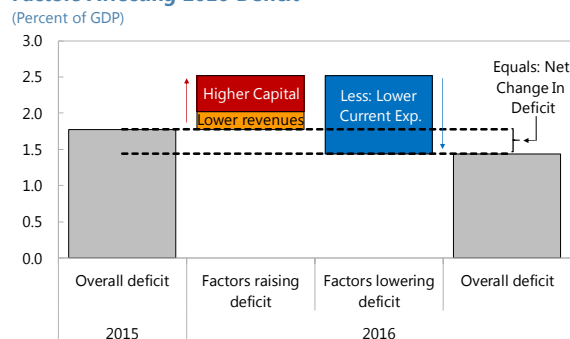 (Percent of GDP)
3.0
2.5
2.0
1.5
1.0
0.5
0.0
Higher Capital
Lower revenues
Less: Lower
Current Exp.
Equals: Net
Change In
Deficit
Overall deficit
Factors raising
deficit
Factors lowering
deficit
Overall deficit
2015
2016